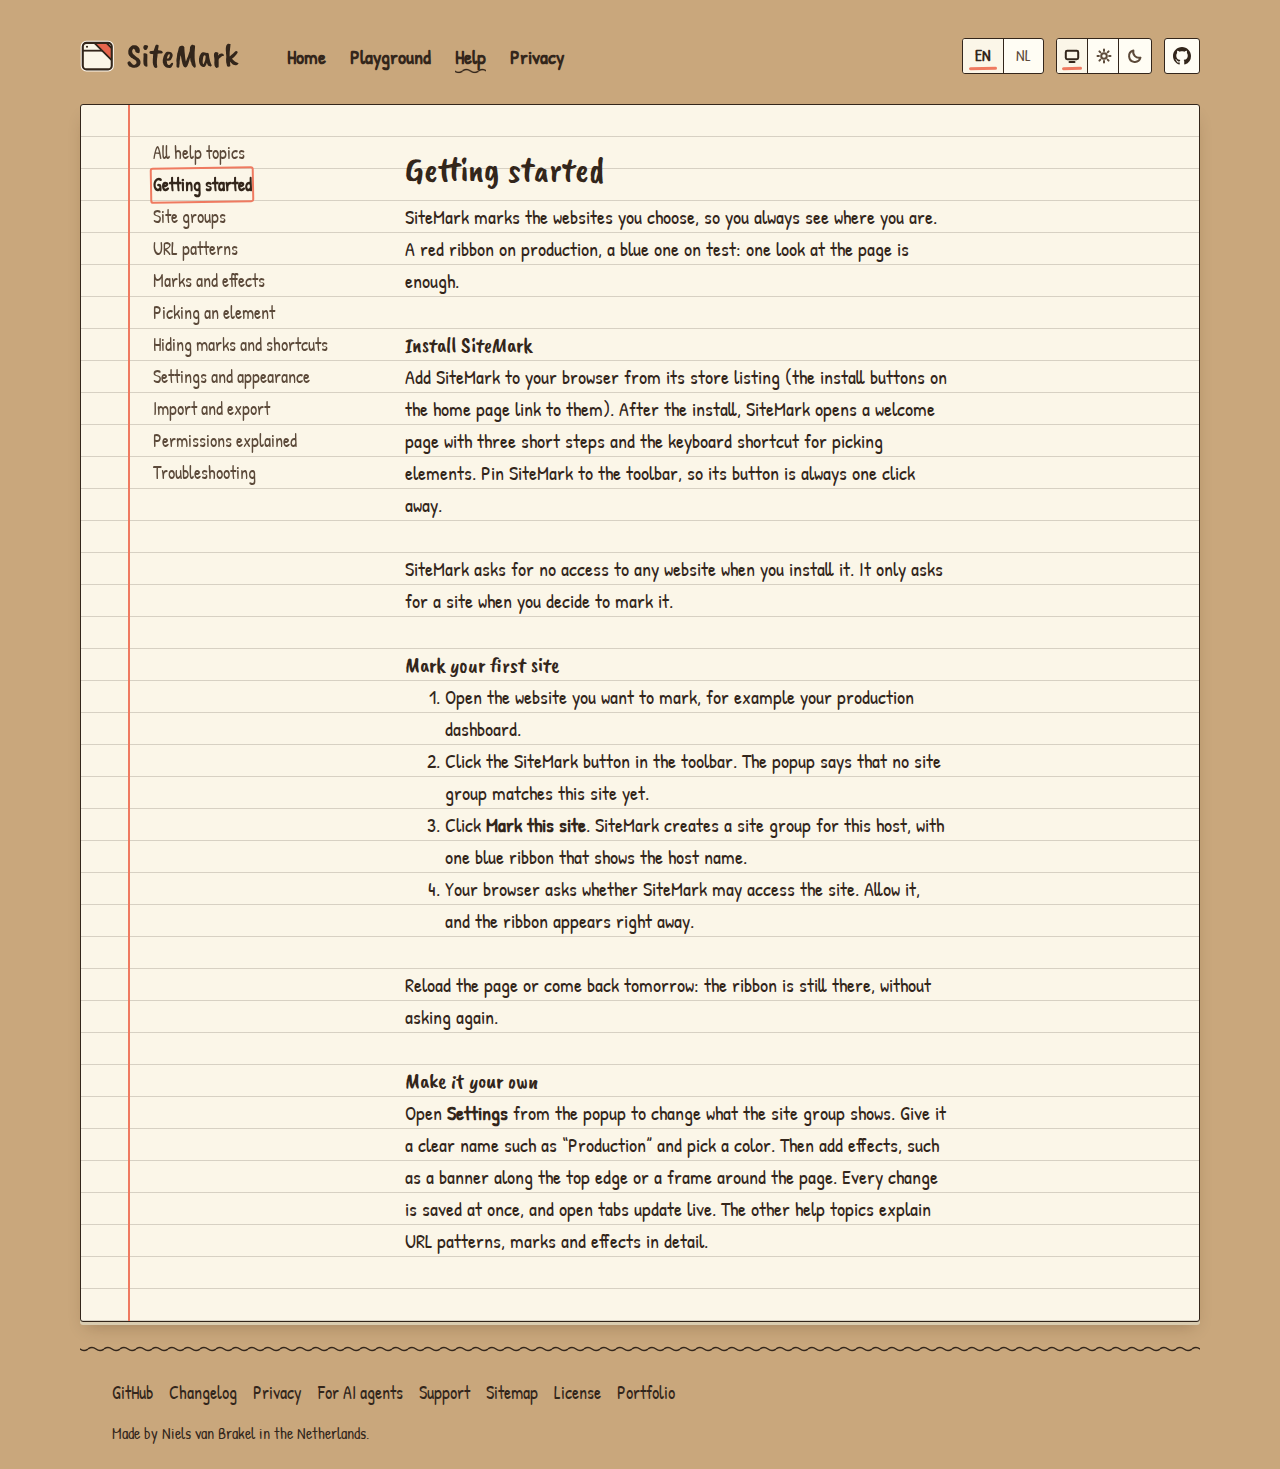 SiteMark
Home Playground Help Privacy
EN NL
All help topics
Getting started
Site groups
URL patterns
Marks and effects
Picking an element
Hiding marks and shortcuts
Settings and appearance
Import and export
Permissions explained
Troubleshooting
Getting started
SiteMark marks the websites you choose, so you always see where you are.
A red ribbon on production, a blue one on test: one look at the page is
enough.
Install SiteMark
Add SiteMark to your browser from its store listing (the install buttons on
the home page link to them). After the install, SiteMark opens a welcome
page with three short steps and the keyboard shortcut for picking
elements. Pin SiteMark to the toolbar, so its button is always one click
away.
SiteMark asks for no access to any website when you install it. It only asks
for a site when you decide to mark it.
Mark your first site
1. Open the website you want to mark, for example your production
dashboard.
2. Click the SiteMark button in the toolbar. The popup says that no site
group matches this site yet.
3. Click Mark this site. SiteMark creates a site group for this host, with
one blue ribbon that shows the host name.
4. Your browser asks whether SiteMark may access the site. Allow it,
and the ribbon appears right away.
Reload the page or come back tomorrow: the ribbon is still there, without
asking again.
Make it your own
Open Settings from the popup to change what the site group shows. Give it
a clear name such as “Production” and pick a color. Then add effects, such
as a banner along the top edge or a frame around the page. Every change
is saved at once, and open tabs update live. The other help topics explain
URL patterns, marks and effects in detail.
GitHub Changelog Privacy For AI agents Support Sitemap License Portfolio
Made by Niels van Brakel in the Netherlands.